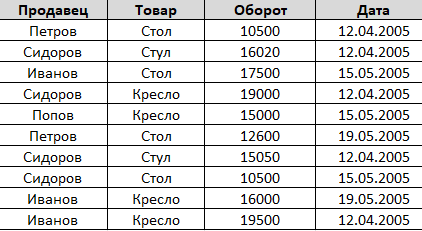 Продавец Товар Оборот Дата
Петров Стол 10500 12.04.2005
Сидоров Стул 16020 12.04.2005
Иванов Стол 17500 15.05.2005
Сидоров Кресло 19000 12.04.2005
Попов Кресло 15000 15.05.2005
Петров Стол 12600 19.05.2005
Сидоров Стул 15050 12.04.2005
Сидоров Стол 10500 15.05.2005
Иванов Кресло 16000 19.05.2005
Иванов Кресло 19500 12.04.2005